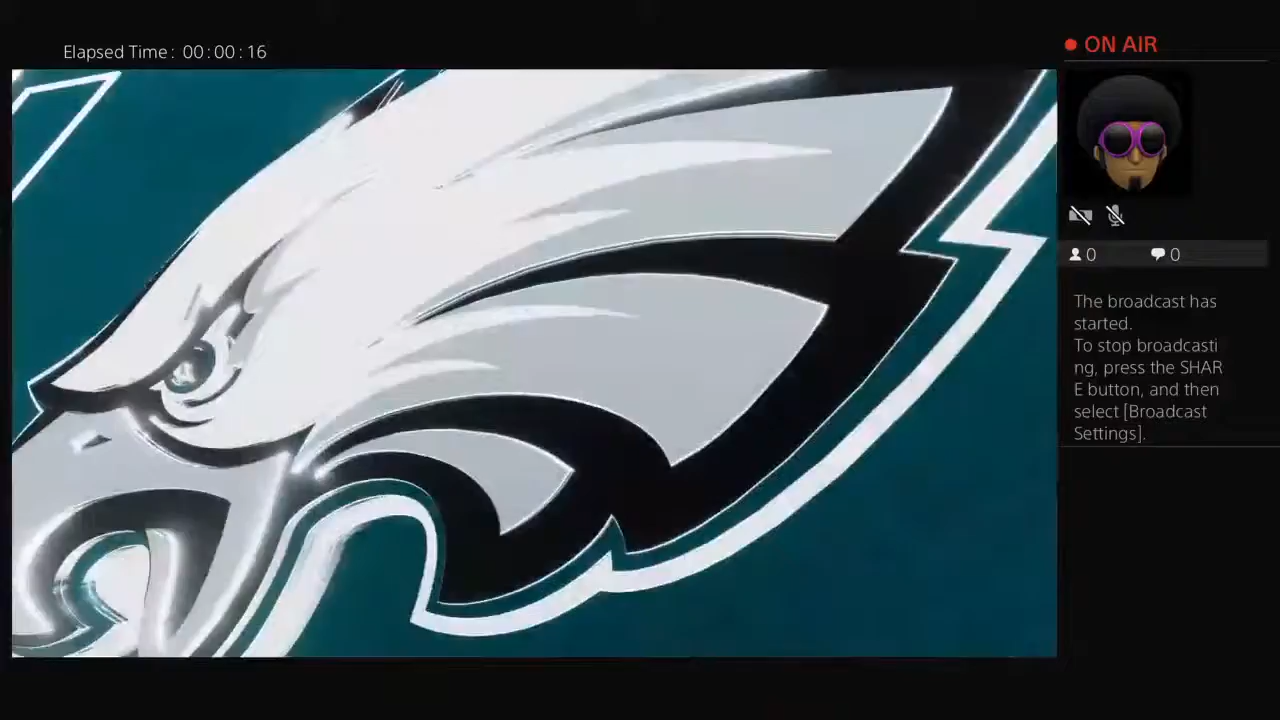 Elapsed Time: 00:00:16
ON AIR
0
0
The broadcast has
started.
To stop broadcasti
ng, press the SHAR
E button, and then
select [Broadcast
Settings].